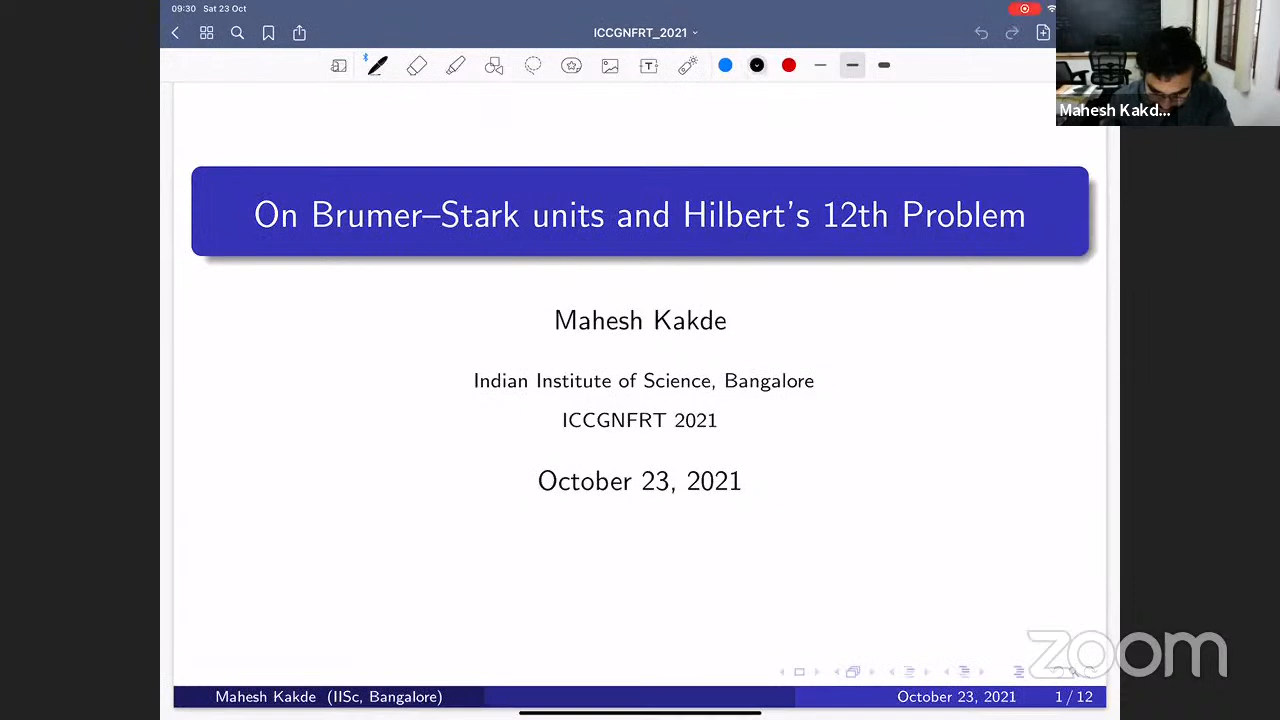 09:30 Sat 23 Oct
ICCGNFRT_2021
Mahesh Kakd...
On Brumer–Stark units and Hilbert's 12th Problem
Mahesh Kakde
Indian Institute of Science, Bangalore
ICCGNFRT 2021
October 23, 2021
zoom
Mahesh Kakde (IISc, Bangalore)
October 23, 2021
1 / 12